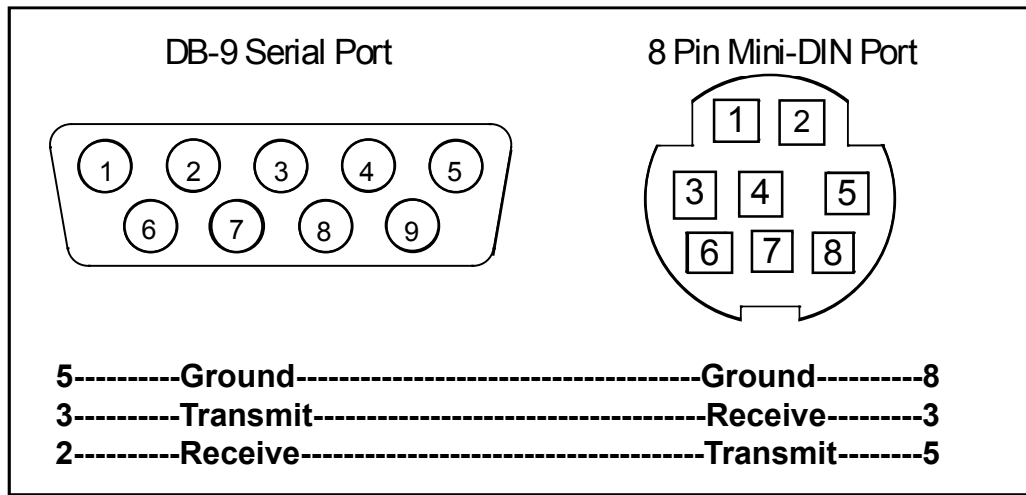 DB-9 Serial Port
8 Pin Mini-DIN Port
1 2 3 4 5
6 7 8 9
1 2
3 4 5
6 7 8
5----------Ground--------------------------------------Ground----------8
3----------Transmit-------------------------------------Receive--------3
2----------Receive--------------------------------------Transmit--------5